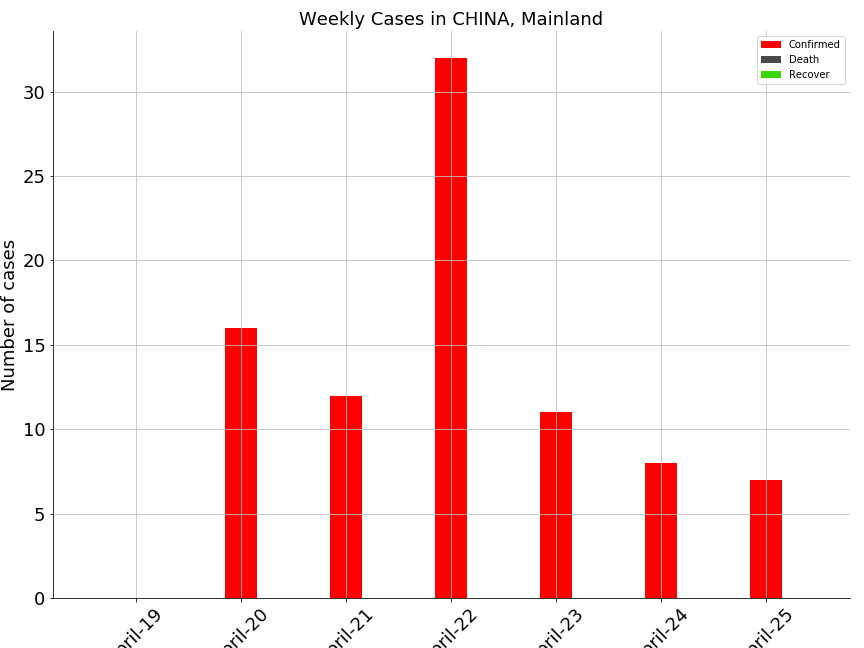 Weekly Cases in CHINA, Mainland
Confirmed
Death
Recover
Number of cases
30
25
20
15
10
5
0
pril-19
pril-20
pril-21
pril-22
pril-23
pril-24
pril-25